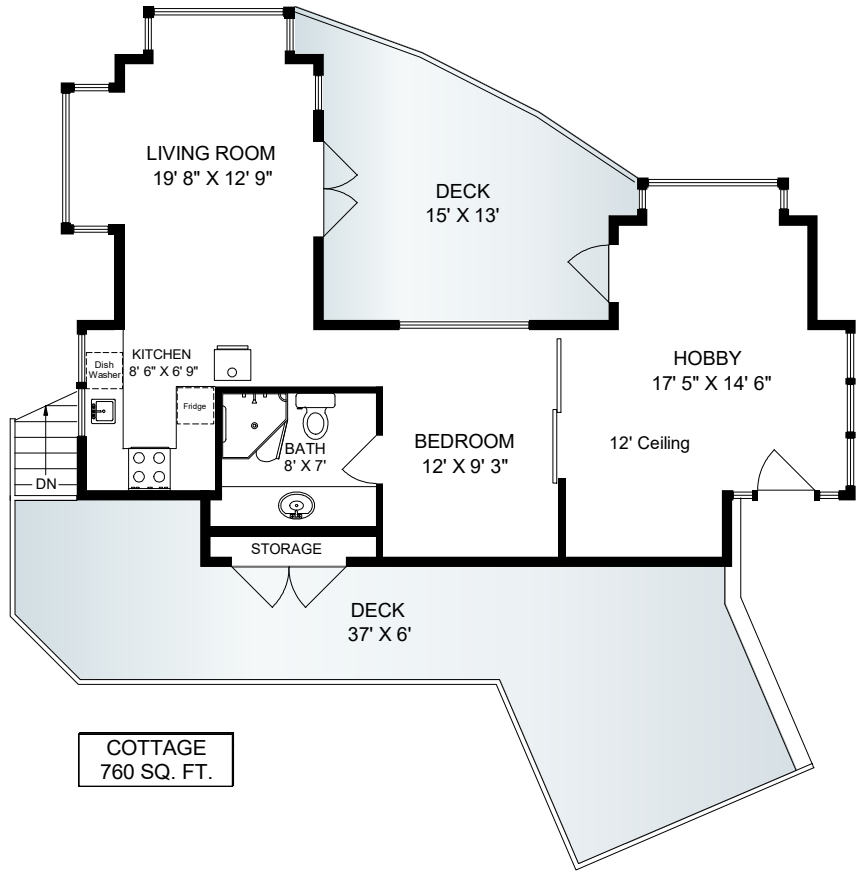 LIVING ROOM
19' 8" X 12' 9"
DECK
15' X 13'
KITCHEN
8' 6" X 6' 9"
Dish
Washer
Fridge
HOBBY
17' 5" X 14' 6"
12' Ceiling
BEDROOM
12' X 9' 3"
BATH
8' X 7'
DN
STORAGE
DECK
37' X 6'
COTTAGE
760 SQ. FT.